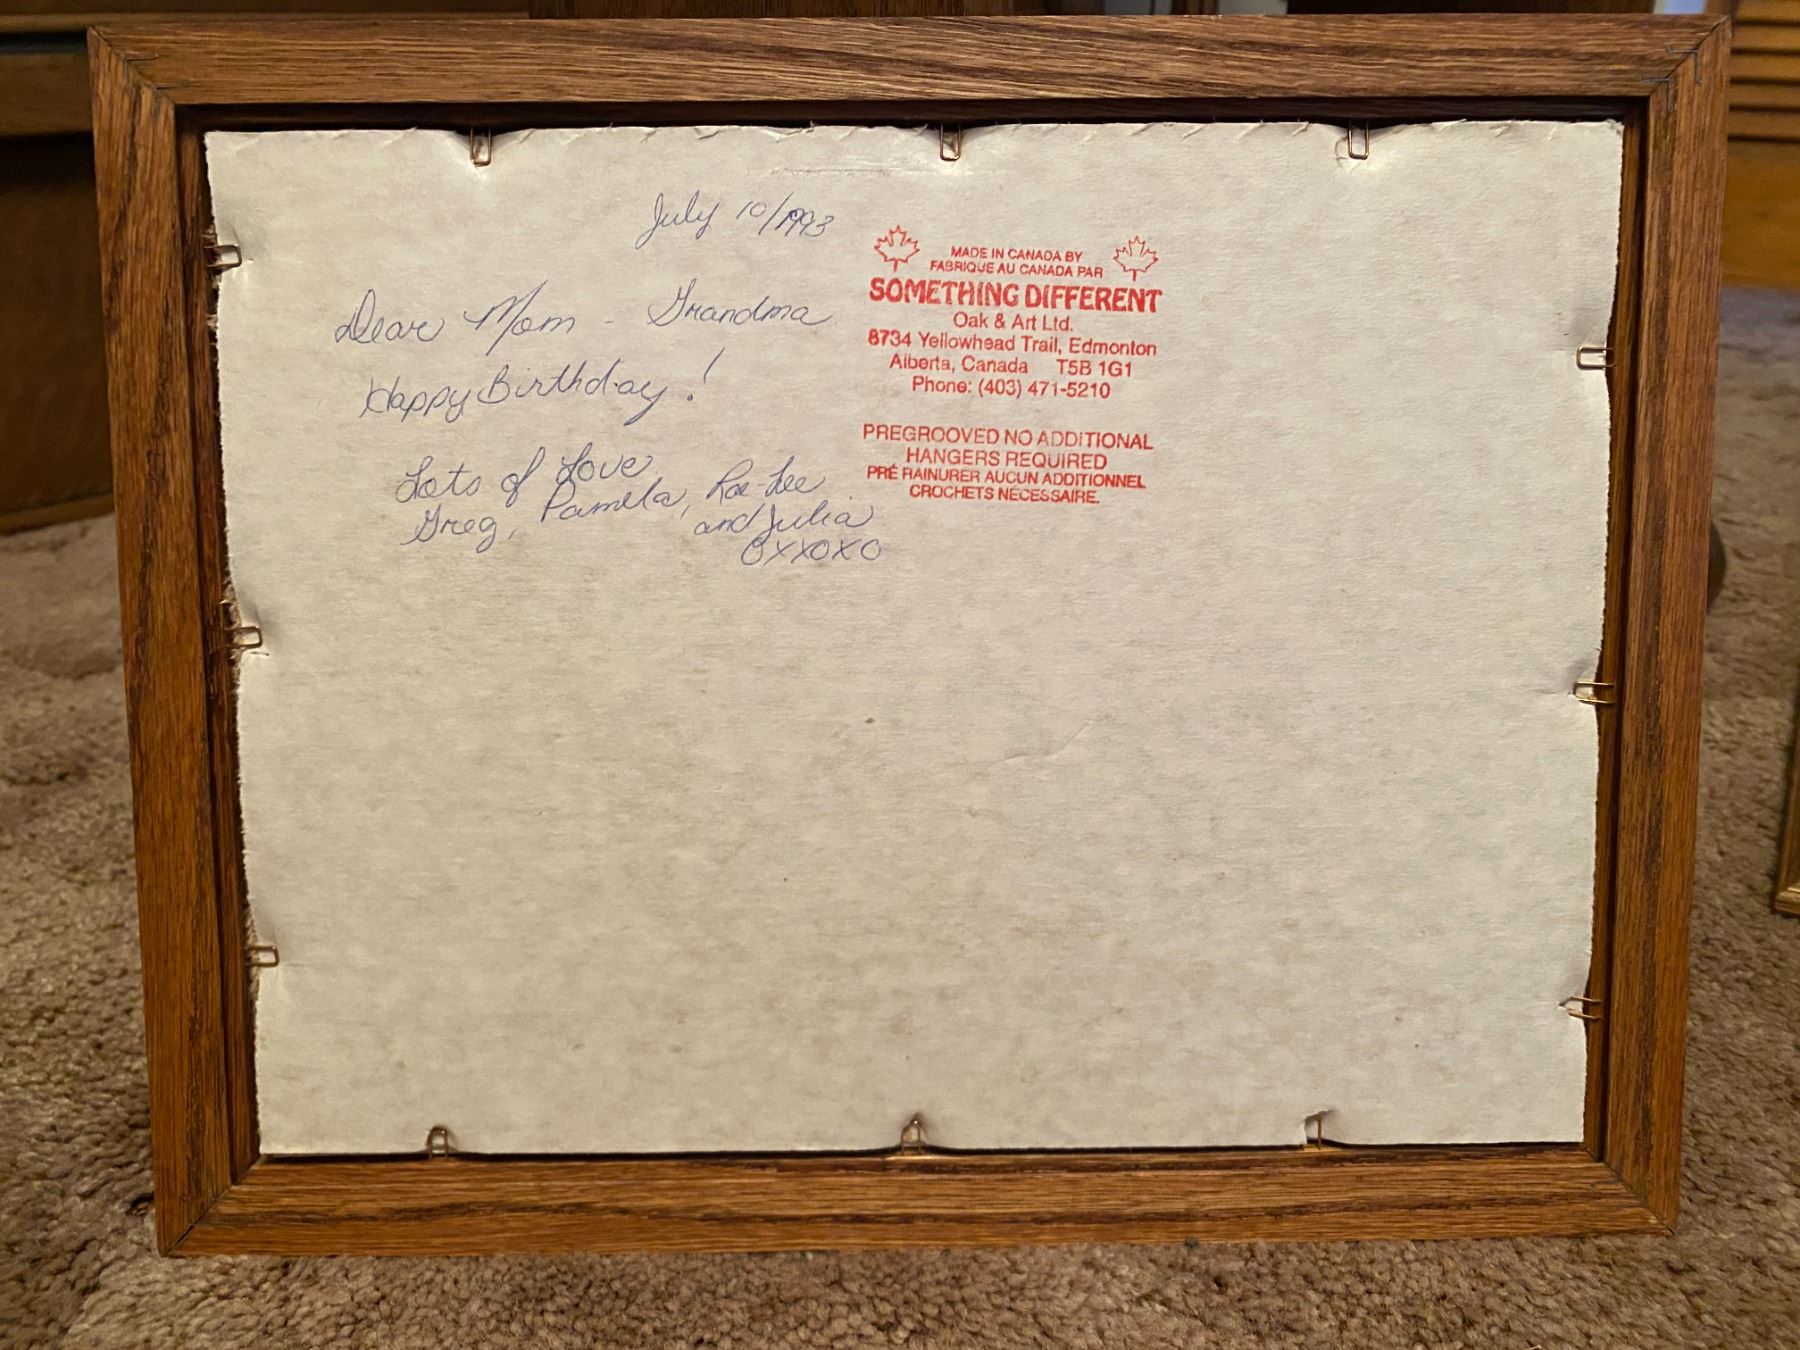 July 10/1993
Dear Mom - Grandma
Happy Birthday!
Lots of Love
Greg, Pamela, Rae-Lee
and Julia
OXXOXO
MADE IN CANADA BY
FABRIQUE AU CANADA PAR
SOMETHING DIFFERENT
Oak & Art Ltd.
8734 Yellowhead Trail, Edmonton
Alberta, Canada T5B 1G1
Phone: (403) 471-5210
PREGROOVED NO ADDITIONAL
HANGERS REQUIRED
PRÉ RAINURER AUCUN ADDITIONNEL
CROCHETS NÉCESSAIRE.